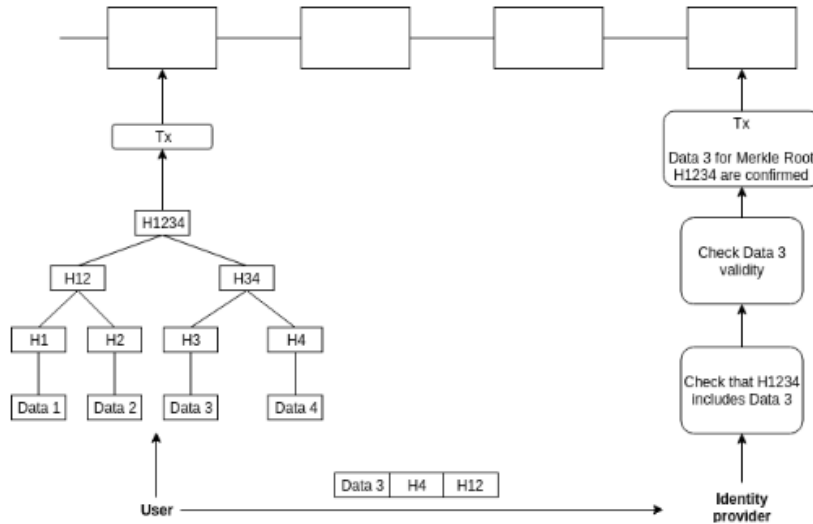 Tx
Tx
Data 3 for Merkle Root
H1234 are confirmed
H1234
Check Data 3
validity
H12
H34
H1
H2
H3
H4
Check that H1234
includes Data 3
Data 1
Data 2
Data 3
Data 4
Data 3
H4
H12
User
Identity
provider